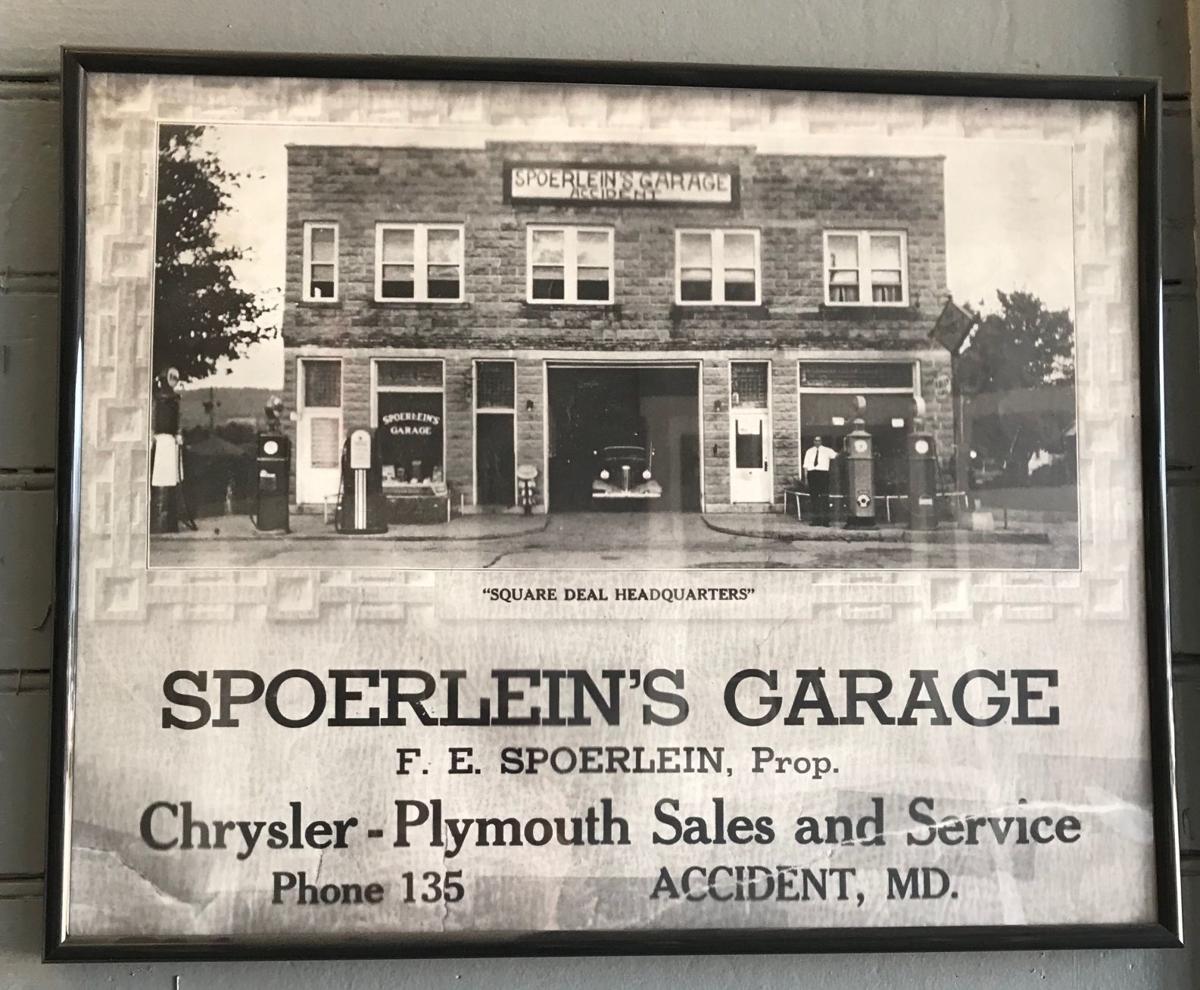 SPOERLEIN'S GARAGE
ACCIDENT
SPOERLEIN'S
GARAGE
"SQUARE DEAL HEADQUARTERS"
SPOERLEIN'S GARAGE
F. E. SPOERLEIN, Prop.
Chrysler - Plymouth Sales and Service
Phone 135 ACCIDENT, MD.